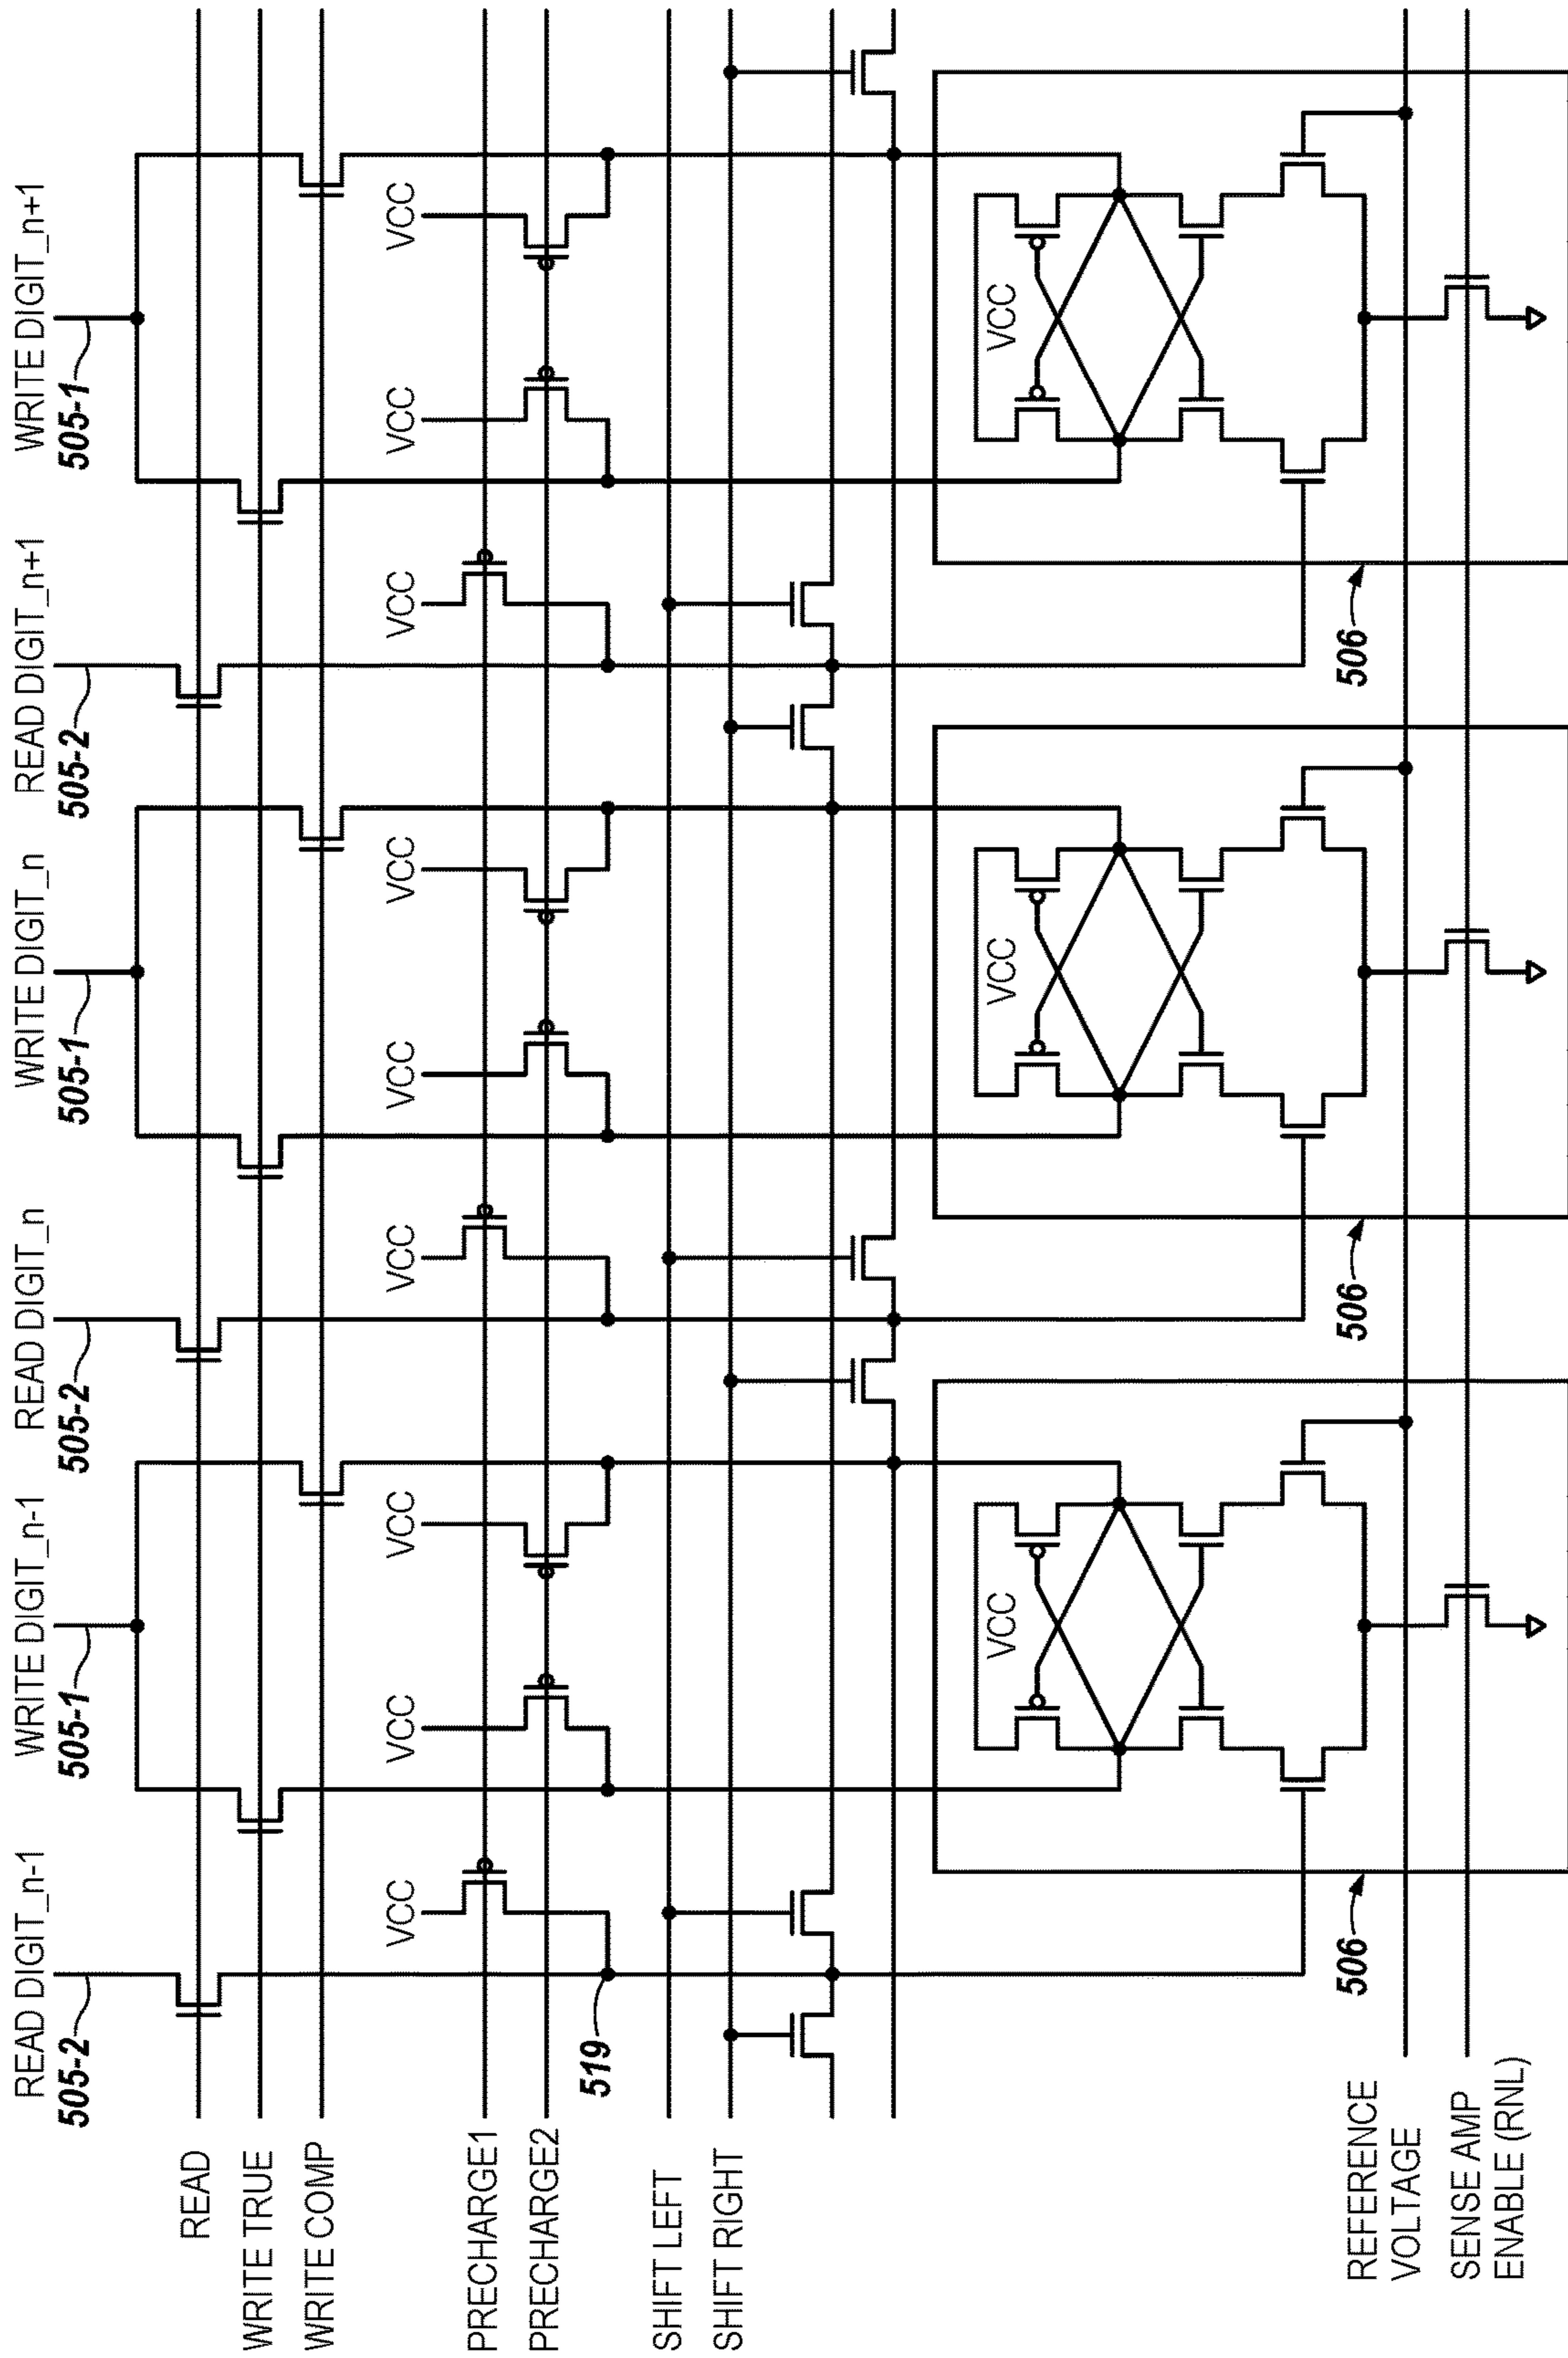 READ DIGIT_n-1
505-2
WRITE DIGIT_n-1
505-1
READ DIGIT_n
505-2
WRITE DIGIT_n
505-1
READ DIGIT_n+1
505-2
WRITE DIGIT_n+1
505-1
READ
WRITE TRUE
WRITE COMP
VCC
VCC
VCC
VCC
VCC
VCC
VCC
VCC
VCC
PRECHARGE1
PRECHARGE2
519
SHIFT LEFT
SHIFT RIGHT
VCC
VCC
VCC
506
506
506
REFERENCE
VOLTAGE
SENSE AMP
ENABLE (RNL)